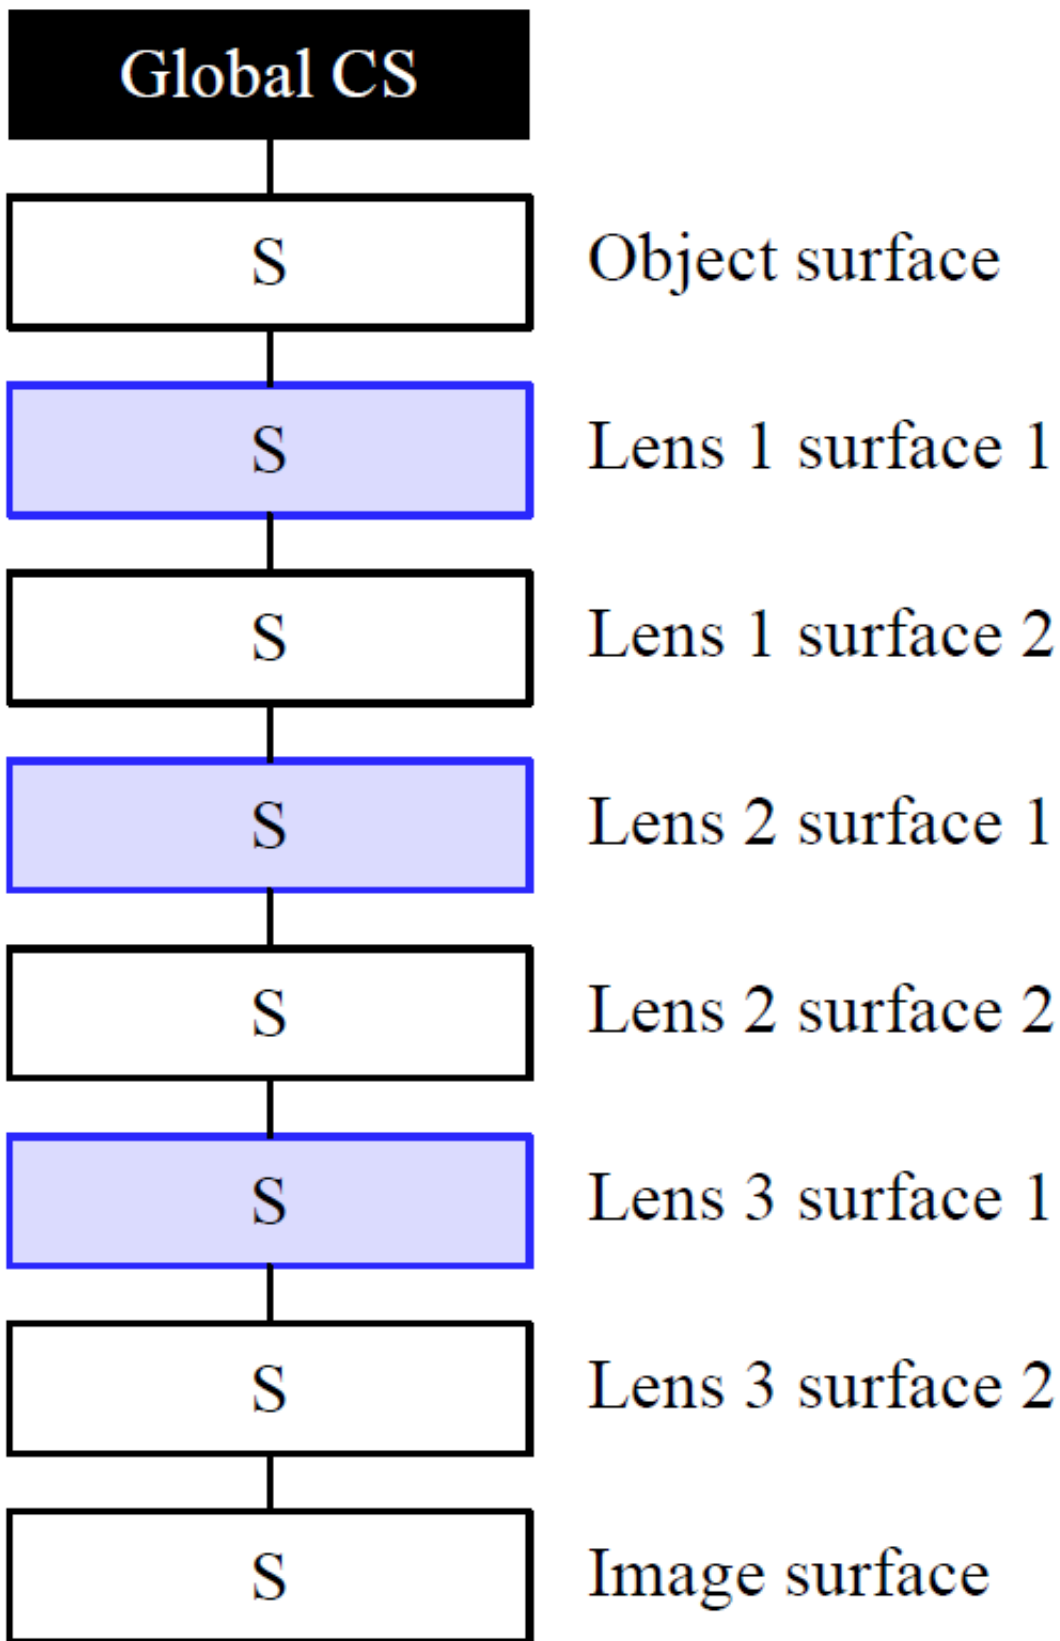 Global CS
S Object surface
S Lens 1 surface 1
S Lens 1 surface 2
S Lens 2 surface 1
S Lens 2 surface 2
S Lens 3 surface 1
S Lens 3 surface 2
S Image surface